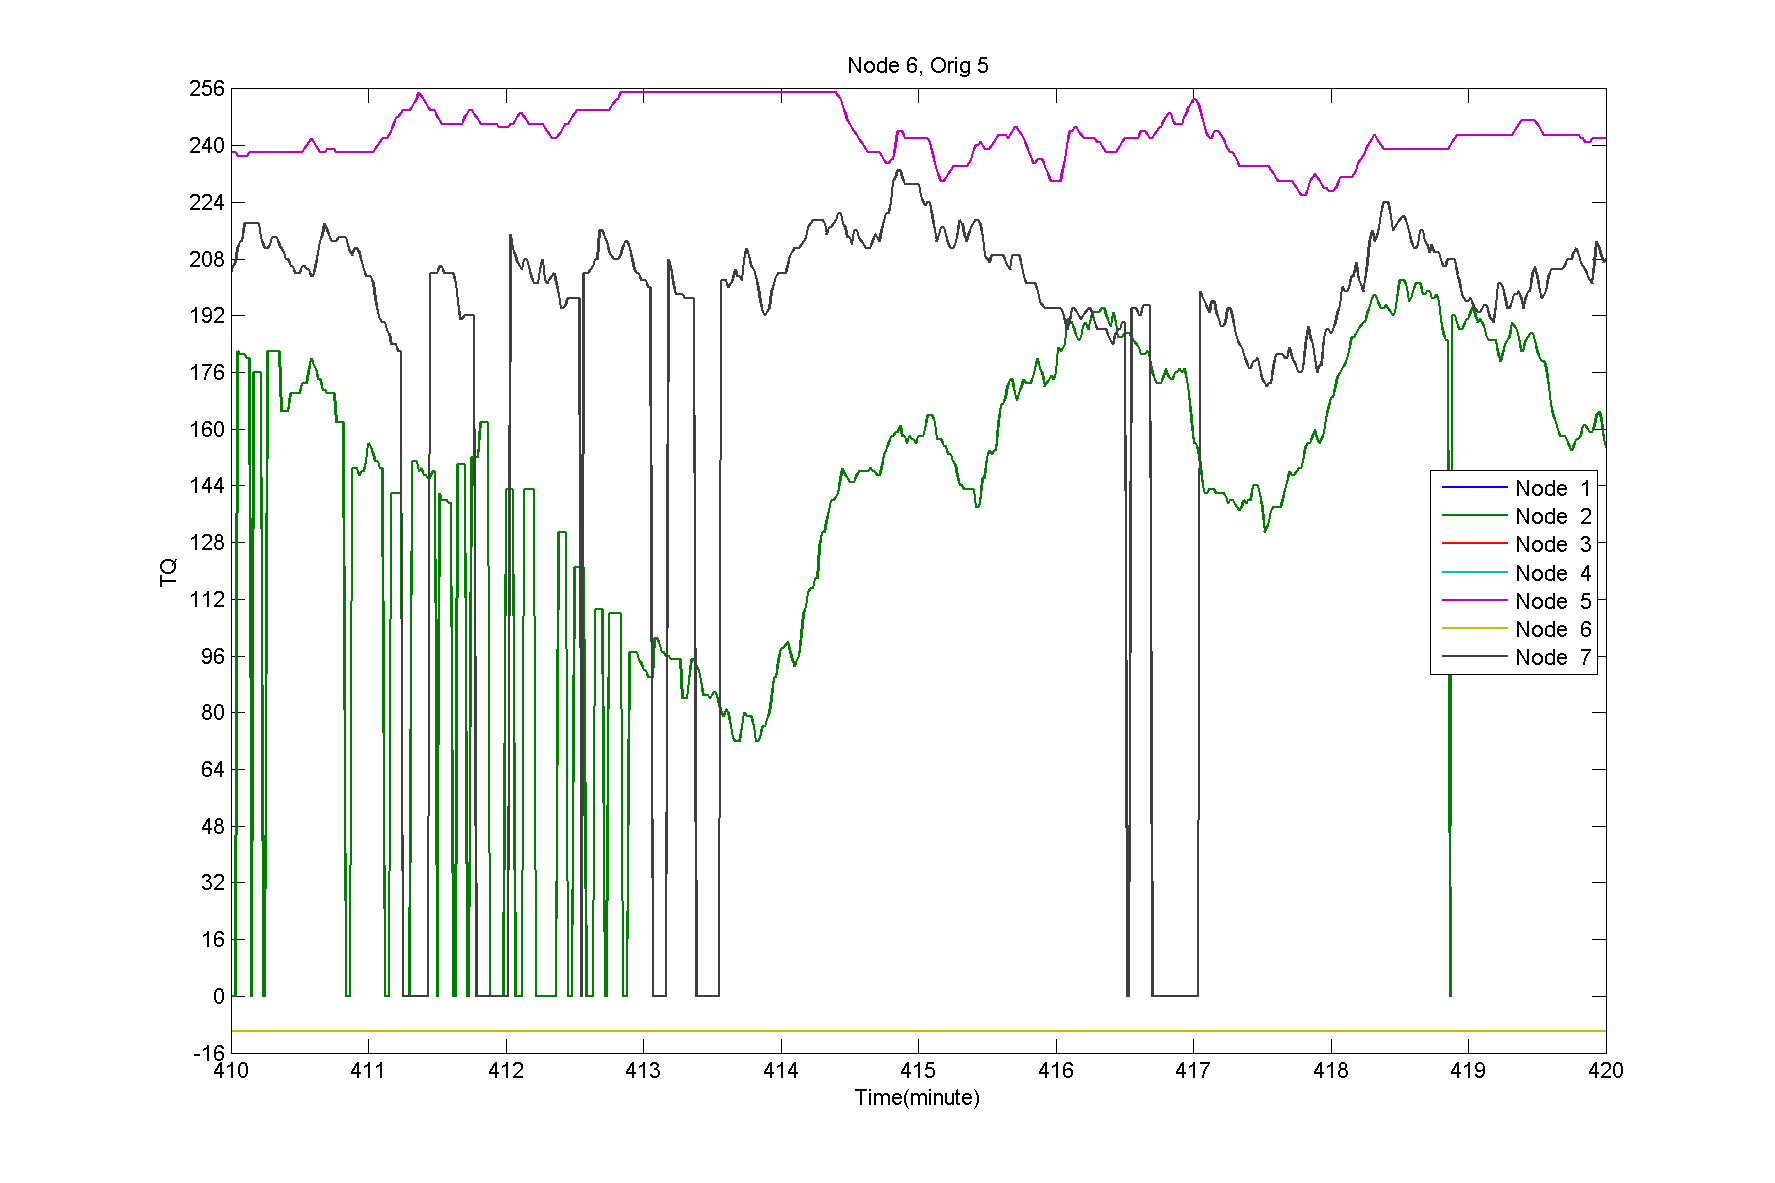 Node 6, Orig 5
256
240
224
208
192
176
160
144
128
112
96
80
64
48
32
16
0
-16
TQ
Node 1
Node 2
Node 3
Node 4
Node 5
Node 6
Node 7
410 411 412 413 414 415 416 417 418 419 420
Time(minute)